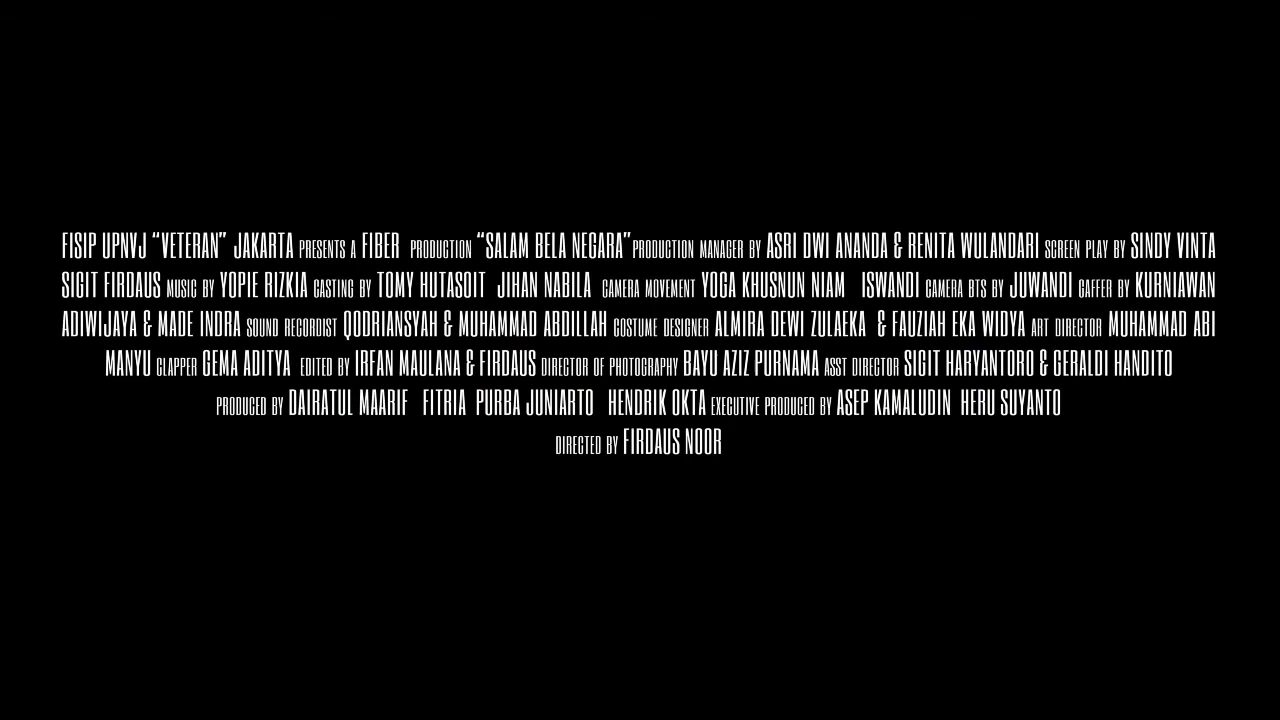 FISIP UPNVJ “VETERAN” JAKARTA PRESENTS A FIBER PRODUCTION “SALAM BELA NEGARA” PRODUCTION MANAGER BY ASRI DWI ANANDA & RENITA WULANDARI SCREEN PLAY BY SINDY VINTA
SIGIT FIRDAUS MUSIC BY YOPIE RIZKIA CASTING BY TOMY HUTASOIT JIHAN NABILA CAMERA MOVEMENT YOGA KHUSNUN NIAM ISWANDI CAMERA BTS BY JUWANDI GAFFER BY KURNIAWAN
ADIWIJAYA & MADE INDRA SOUND RECORDIST QODRIANSYAH & MUHAMMAD ABDILLAH COSTUME DESIGNER ALMIRA DEWI ZULAEKA & FAUZIAH EKA WIDYA ART DIRECTOR MUHAMMAD ABI
MANYU CLAPPER GEMA ADITYA EDITED BY IRFAN MAULANA & FIRDAUS DIRECTOR OF PHOTOGRAPHY BAYU AZIZ PURNAMA ASST DIRECTOR SIGIT HARYANTORO & GERALDI HANDITO
PRODUCED BY DAIRATUL MAARIF FITRIA PURBA JUNIARTO HENDRIK OKTA EXECUTIVE PRODUCED BY ASEP KAMALUDIN HERU SUYANTO
DIRECTED BY FIRDAUS NOOR